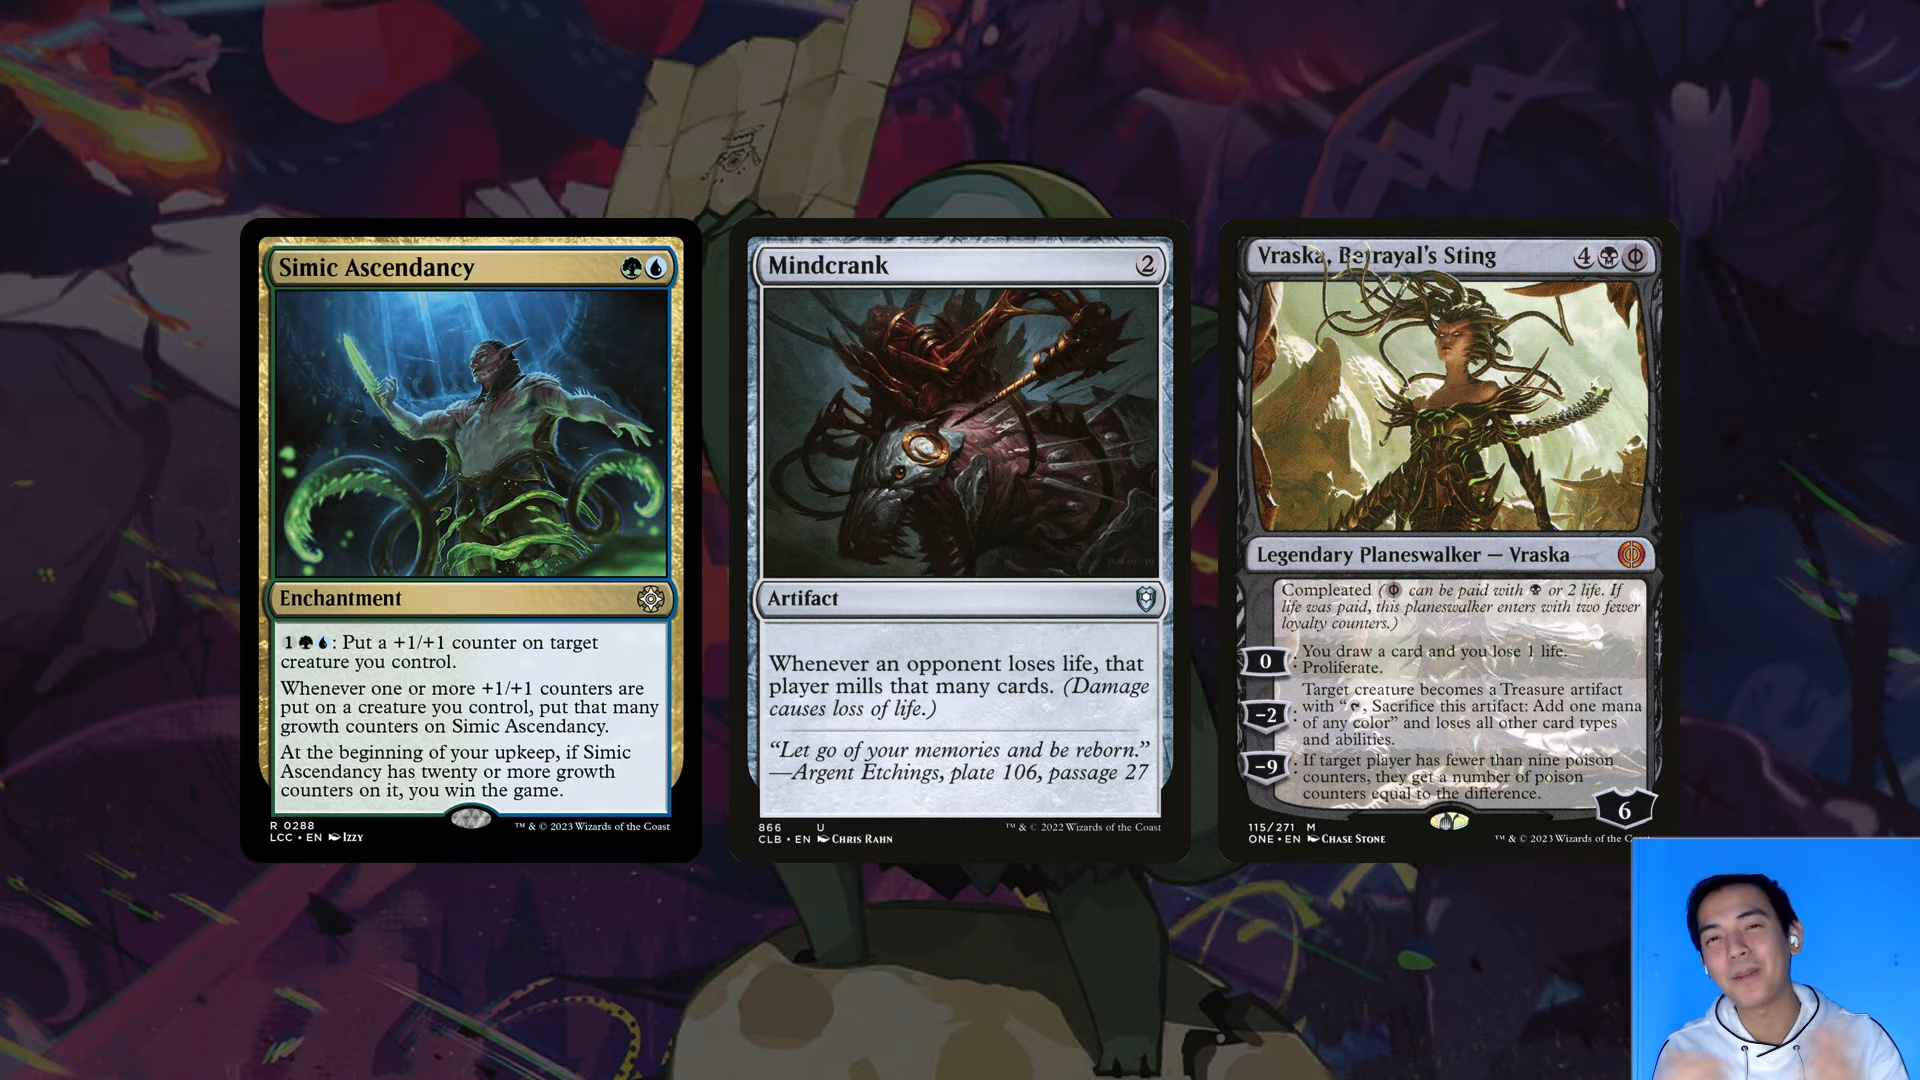 Simic Ascendancy
Enchantment
1 : Put a +1/+1 counter on target
creature you control.
Whenever one or more +1/+1 counters are
put on a creature you control, put that many
growth counters on Simic Ascendancy.
At the beginning of your upkeep, if Simic
Ascendancy has twenty or more growth
counters on it, you win the game.
R 0288
LCC • EN IZZY
™ & © 2023 Wizards of the Coast
Mindcrank 2
Artifact
Whenever an opponent loses life, that
player mills that many cards. (Damage
causes loss of life.)
“Let go of your memories and be reborn.”
—Argent Etchings, plate 106, passage 27
866 U
CLB • EN CHRIS RAHN
™ & © 2022 Wizards of the Coast
Vraska, Betrayal's Sting 4
Legendary Planeswalker — Vraska
Compleated ( can be paid with or 2 life. If
life was paid, this planeswalker enters with two fewer
loyalty counters.)
0 : You draw a card and you lose 1 life.
Proliferate.
Target creature becomes a Treasure artifact
−2 : with “ , Sacrifice this artifact: Add one mana
of any color” and loses all other card types
and abilities.
−9 : If target player has fewer than nine poison
counters, they get a number of poison
counters equal to the difference.
6
115/271 M
ONE • EN CHASE STONE
™ & © 2023 Wizards of the